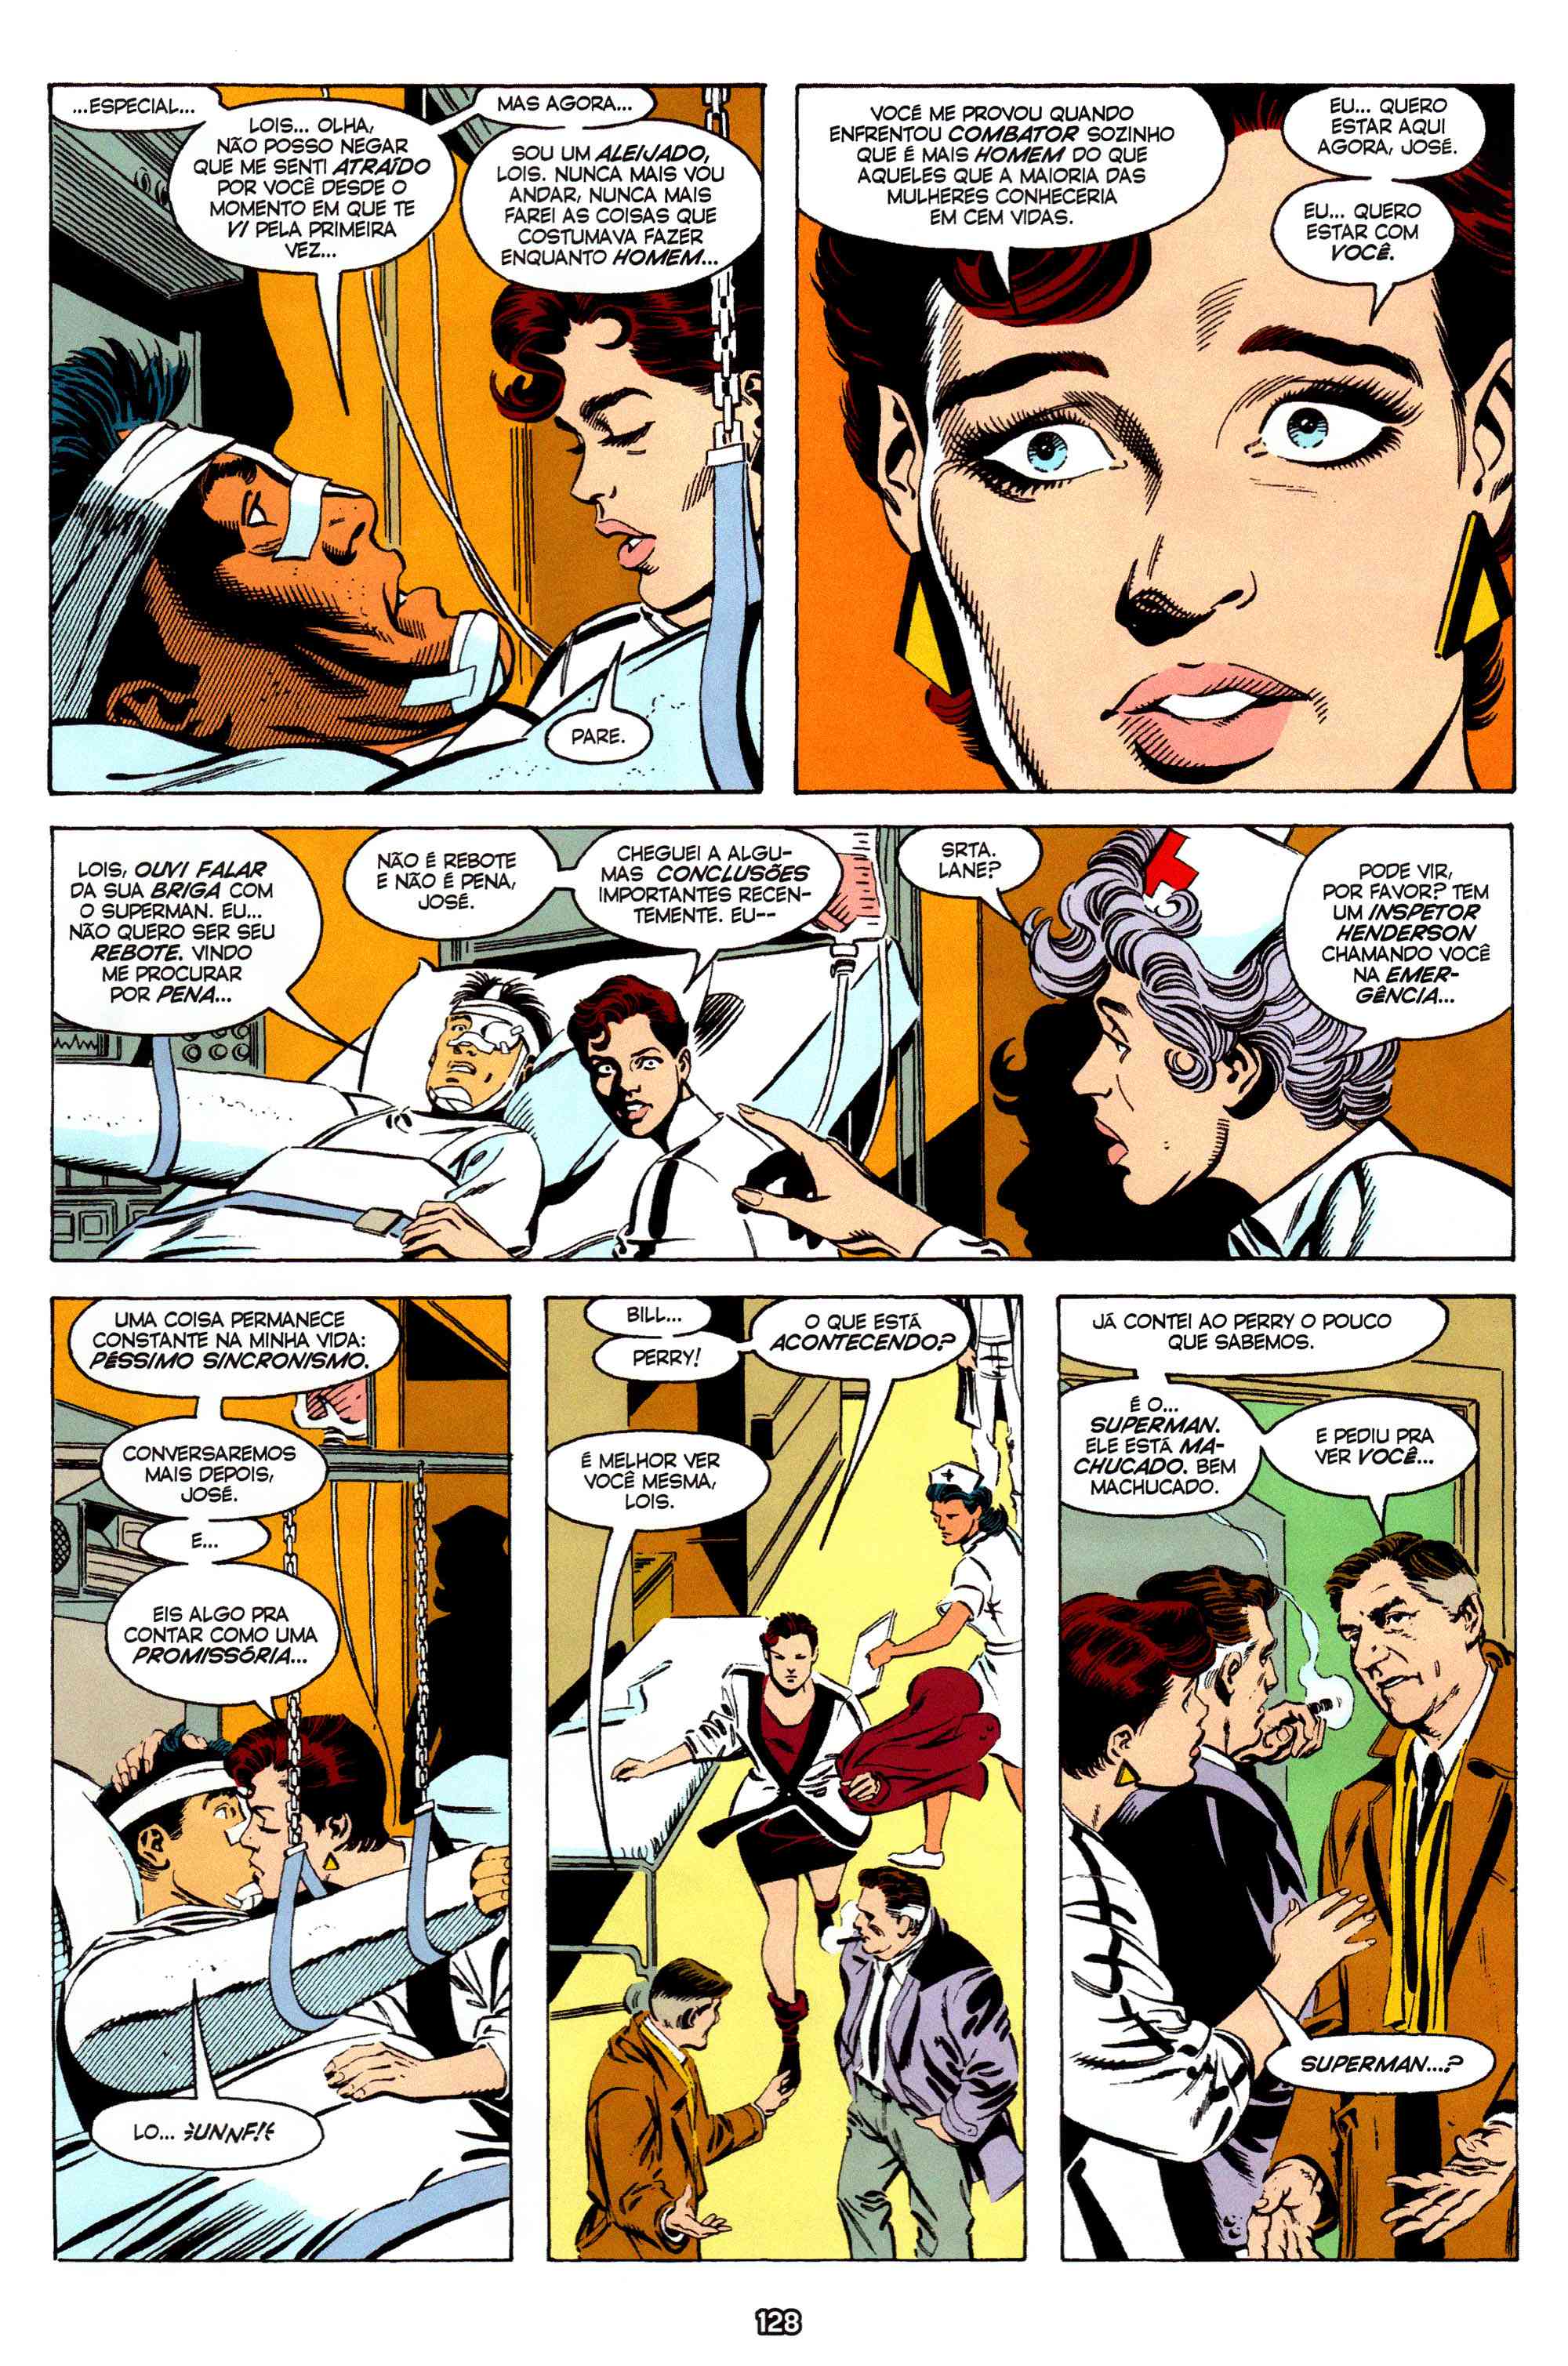 ...ESPECIAL...
LOIS... OLHA,
NÃO POSSO NEGAR
QUE ME SENTI ATRAÍDO
POR VOCÊ DESDE O
MOMENTO EM QUE TE
VI PELA PRIMEIRA
VEZ...
MAS AGORA...
SOU UM ALEIJADO,
LOIS. NUNCA MAIS VOU
ANDAR, NUNCA MAIS
FAREI AS COISAS QUE
COSTUMAVA FAZER
ENQUANTO HOMEM...
PARE.
VOCÊ ME PROVOU QUANDO
ENFRENTOU COMBATOR SOZINHO
QUE É MAIS HOMEM DO QUE
AQUELES QUE A MAIORIA DAS
MULHERES CONHECERIA
EM CEM VIDAS.
EU... QUERO
ESTAR AQUI
AGORA, JOSÉ.
EU... QUERO
ESTAR COM
VOCÊ.
LOIS, OUVI FALAR
DA SUA BRIGA COM
O SUPERMAN. EU...
NÃO QUERO SER SEU
REBOTE. VINDO
ME PROCURAR
POR PENA...
NÃO É REBOTE
E NÃO É PENA,
JOSÉ.
CHEGUEI A ALGU-
MAS CONCLUSÕES
IMPORTANTES RECEN-
TEMENTE. EU--
SRTA.
LANE?
PODE VIR,
POR FAVOR? TEM
UM INSPETOR
HENDERSON
CHAMANDO VOCÊ
NA EMER-
GÊNCIA...
UMA COISA PERMANECE
CONSTANTE NA MINHA VIDA:
PÉSSIMO SINCRONISMO.
CONVERSAREMOS
MAIS DEPOIS,
JOSÉ.
E...
EIS ALGO PRA
CONTAR COMO UMA
PROMISSÓRIA...
LO... UNNF!
BILL...
PERRY!
O QUE ESTÁ
ACONTECENDO?
É MELHOR VER
VOCÊ MESMA,
LOIS.
JÁ CONTEI AO PERRY O POUCO
QUE SABEMOS.
É O...
SUPERMAN.
ELE ESTÁ MA-
CHUCADO. BEM
MACHUCADO.
E PEDIU PRA
VER VOCÊ...
SUPERMAN...?
128